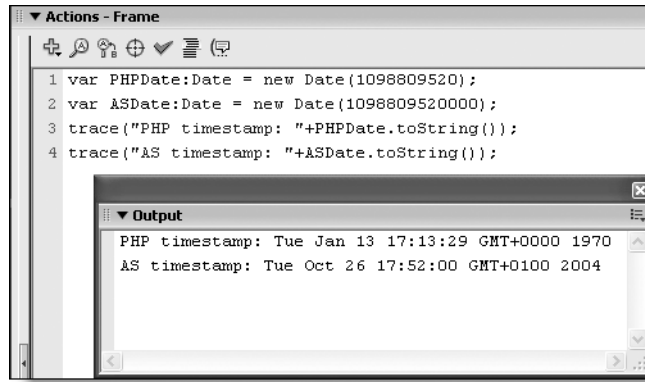 ▼ Actions - Frame
1 var PHPDate:Date = new Date(1098809520);
2 var ASDate:Date = new Date(1098809520000);
3 trace("PHP timestamp: "+PHPDate.toString());
4 trace("AS timestamp: "+ASDate.toString());
▼ Output
PHP timestamp: Tue Jan 13 17:13:29 GMT+0000 1970
AS timestamp: Tue Oct 26 17:52:00 GMT+0100 2004